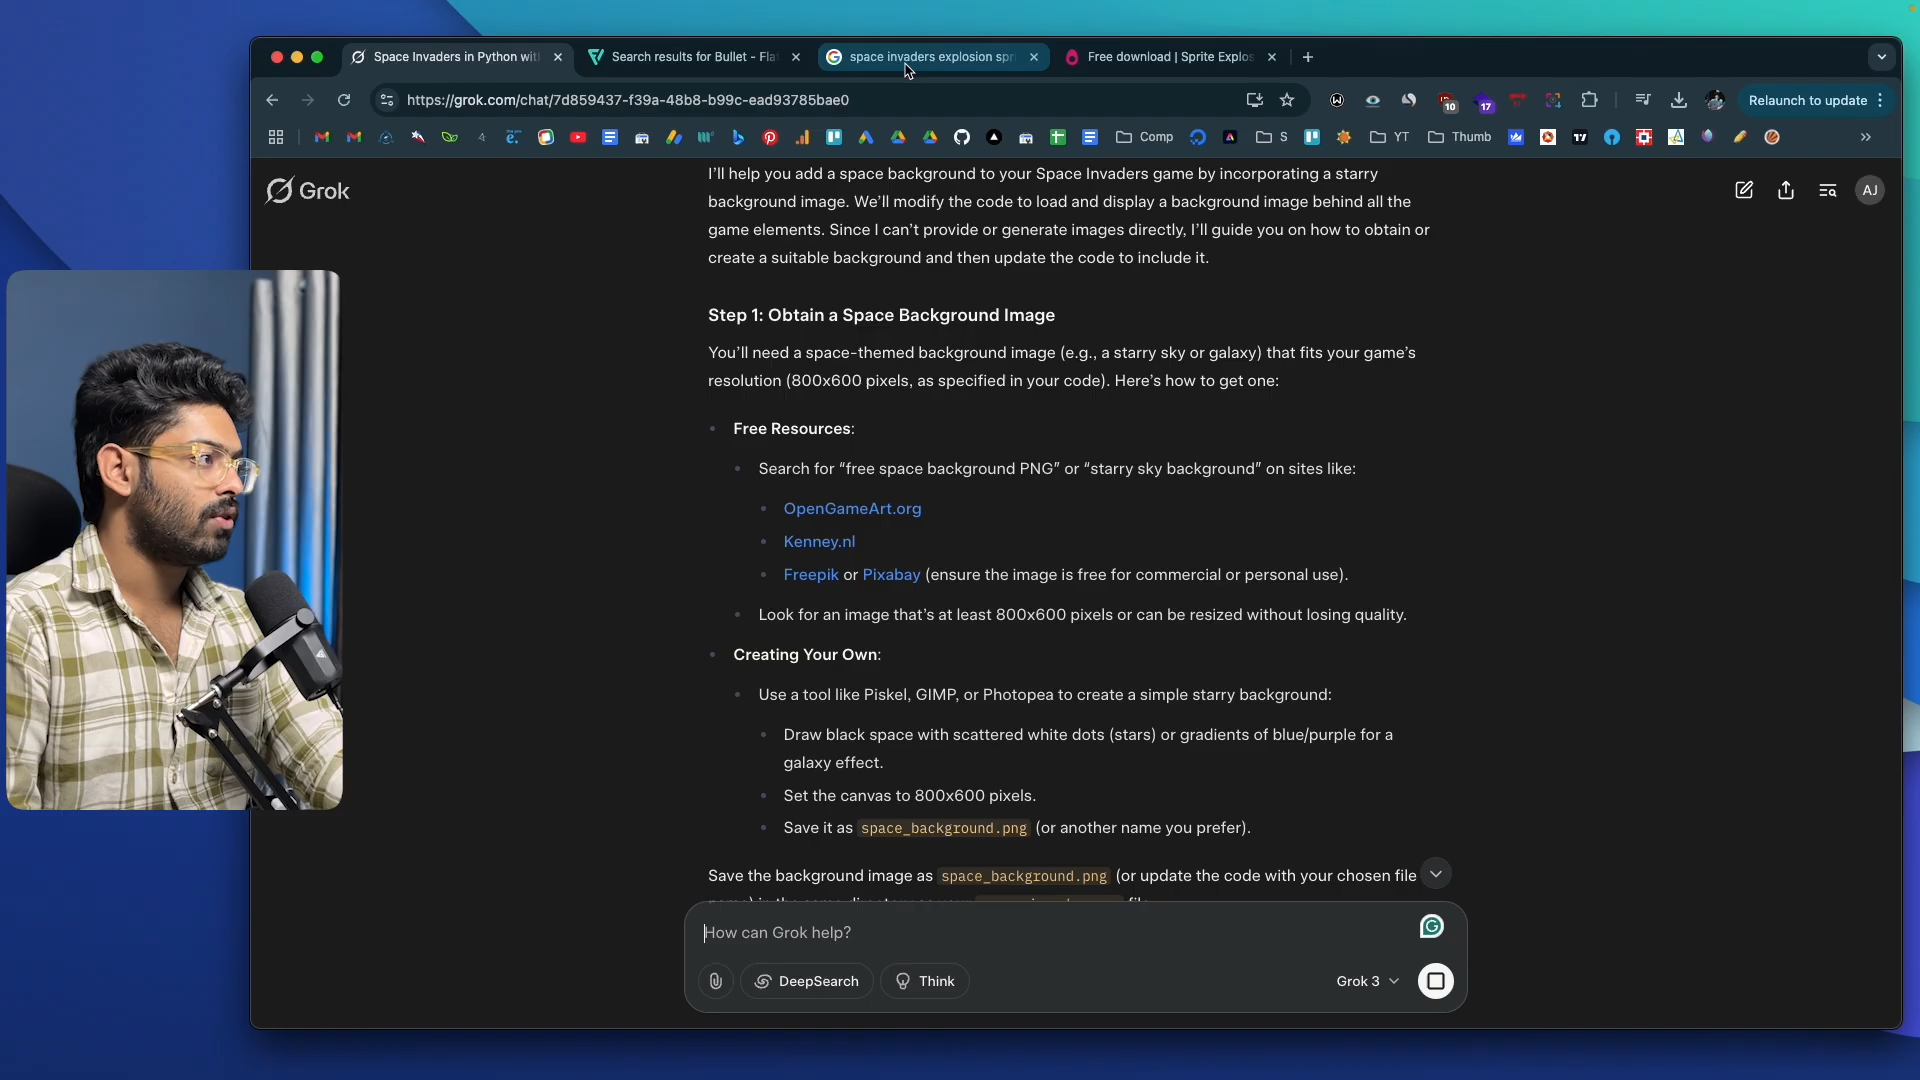 Space Invaders in Python with
Search results for Bullet - Fla
space invaders explosion spri
Free download | Sprite Explos
https://grok.com/chat/7d859437-f39a-48b8-b99c-ead93785bae0
10
17
Relaunch to update
Comp
S
YT
Thumb
Grok
AJ
I'll help you add a space background to your Space Invaders game by incorporating a starry
background image. We'll modify the code to load and display a background image behind all the
game elements. Since I can't provide or generate images directly, I'll guide you on how to obtain or
create a suitable background and then update the code to include it.
Step 1: Obtain a Space Background Image
You'll need a space-themed background image (e.g., a starry sky or galaxy) that fits your game's
resolution (800x600 pixels, as specified in your code). Here's how to get one:
Free Resources:
Search for “free space background PNG” or “starry sky background” on sites like:
OpenGameArt.org
Kenney.nl
Freepik or Pixabay (ensure the image is free for commercial or personal use).
Look for an image that's at least 800x600 pixels or can be resized without losing quality.
Creating Your Own:
Use a tool like Piskel, GIMP, or Photopea to create a simple starry background:
Draw black space with scattered white dots (stars) or gradients of blue/purple for a
galaxy effect.
Set the canvas to 800x600 pixels.
Save it as space_background.png (or another name you prefer).
Save the background image as space_background.png (or update the code with your chosen file
How can Grok help?
DeepSearch
Think
Grok 3